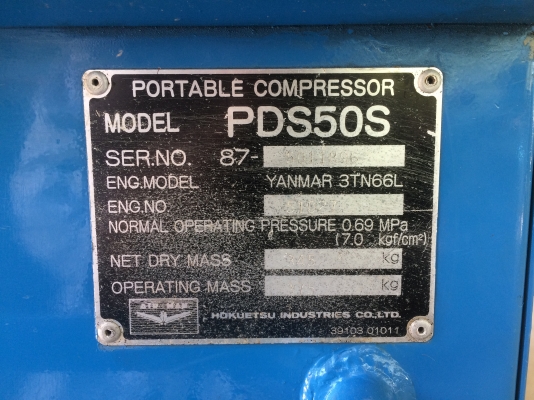 PORTABLE COMPRESSOR
MODEL PDS50S
SER.NO. 87-
ENG.MODEL YANMAR 3TN66L
ENG.NO.
NORMAL OPERATING PRESSURE 0.69 MPa
(7.0 kgf/cm²)
NET DRY MASS kg
OPERATING MASS kg
HOKUETSU INDUSTRIES CO.,LTD.
39103 01011